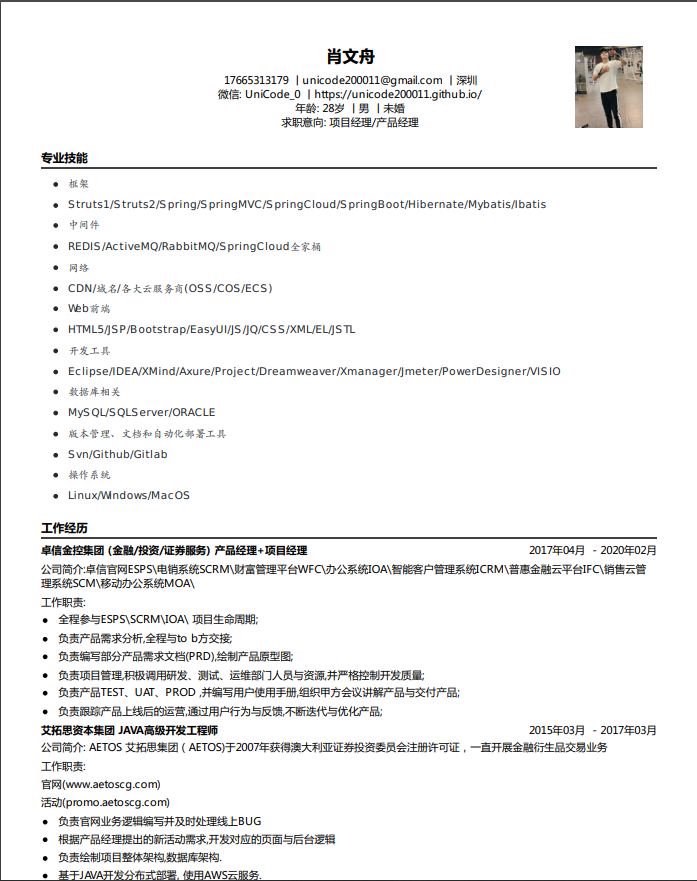 肖文舟
17665313179 | unicode200011@gmail.com | 深圳
微信: UniCode_0 | https://unicode200011.github.io/
年龄: 28岁 | 男 | 未婚
求职意向: 项目经理/产品经理
专业技能
● 框架
● Struts1/Struts2/Spring/SpringMVC/SpringCloud/SpringBoot/Hibernate/Mybatis/Ibatis
● 中间件
● REDIS/ActiveMQ/RabbitMQ/SpringCloud全家桶
● 网络
● CDN/域名/各大云服务商(OSS/COS/ECS)
● Web前端
● HTML5/JSP/Bootstrap/EasyUI/JS/JQ/CSS/XML/EL/JSTL
● 开发工具
● Eclipse/IDEA/XMind/Axure/Project/Dreamweaver/Xmanager/Jmeter/PowerDesigner/VISIO
● 数据库相关
● MySQL/SQLServer/ORACLE
● 版本管理、文档和自动化部署工具
● Svn/Github/Gitlab
● 操作系统
● Linux/Windows/MacOS
工作经历
卓信金控集团 (金融/投资/证券服务) 产品经理+项目经理 2017年04月 - 2020年02月
公司简介:卓信官网ESPS\电销系统SCRM\财富管理平台WFC\办公系统IOA\智能客户管理系统ICRM\普惠金融云平台IFC\销售云管
理系统SCM\移动办公系统MOA\
工作职责:
● 全程参与ESPS\SCRM\IOA\ 项目生命周期;
● 负责产品需求分析,全程与to b方交接;
● 负责编写部分产品需求文档(PRD),绘制产品原型图;
● 负责项目管理,积极调用研发、测试、运维部门人员与资源,并严格控制开发质量;
● 负责产品TEST、UAT、PROD ,并编写用户使用手册,组织甲方会议讲解产品与交付产品;
● 负责跟踪产品上线后的运营,通过用户行为与反馈,不断迭代与优化产品;
艾拓思资本集团 JAVA高级开发工程师 2015年03月 - 2017年03月
公司简介: AETOS 艾拓思集团（AETOS)于2007年获得澳大利亚证券投资委员会注册许可证，一直开展金融衍生品交易业务
工作职责:
官网(www.aetoscg.com)
活动(promo.aetoscg.com)
● 负责官网业务逻辑编写并及时处理线上BUG
● 根据产品经理提出的新活动需求,开发对应的页面与后台逻辑
● 负责绘制项目整体架构,数据库架构.
● 基于JAVA开发分布式部署, 使用AWS云服务.